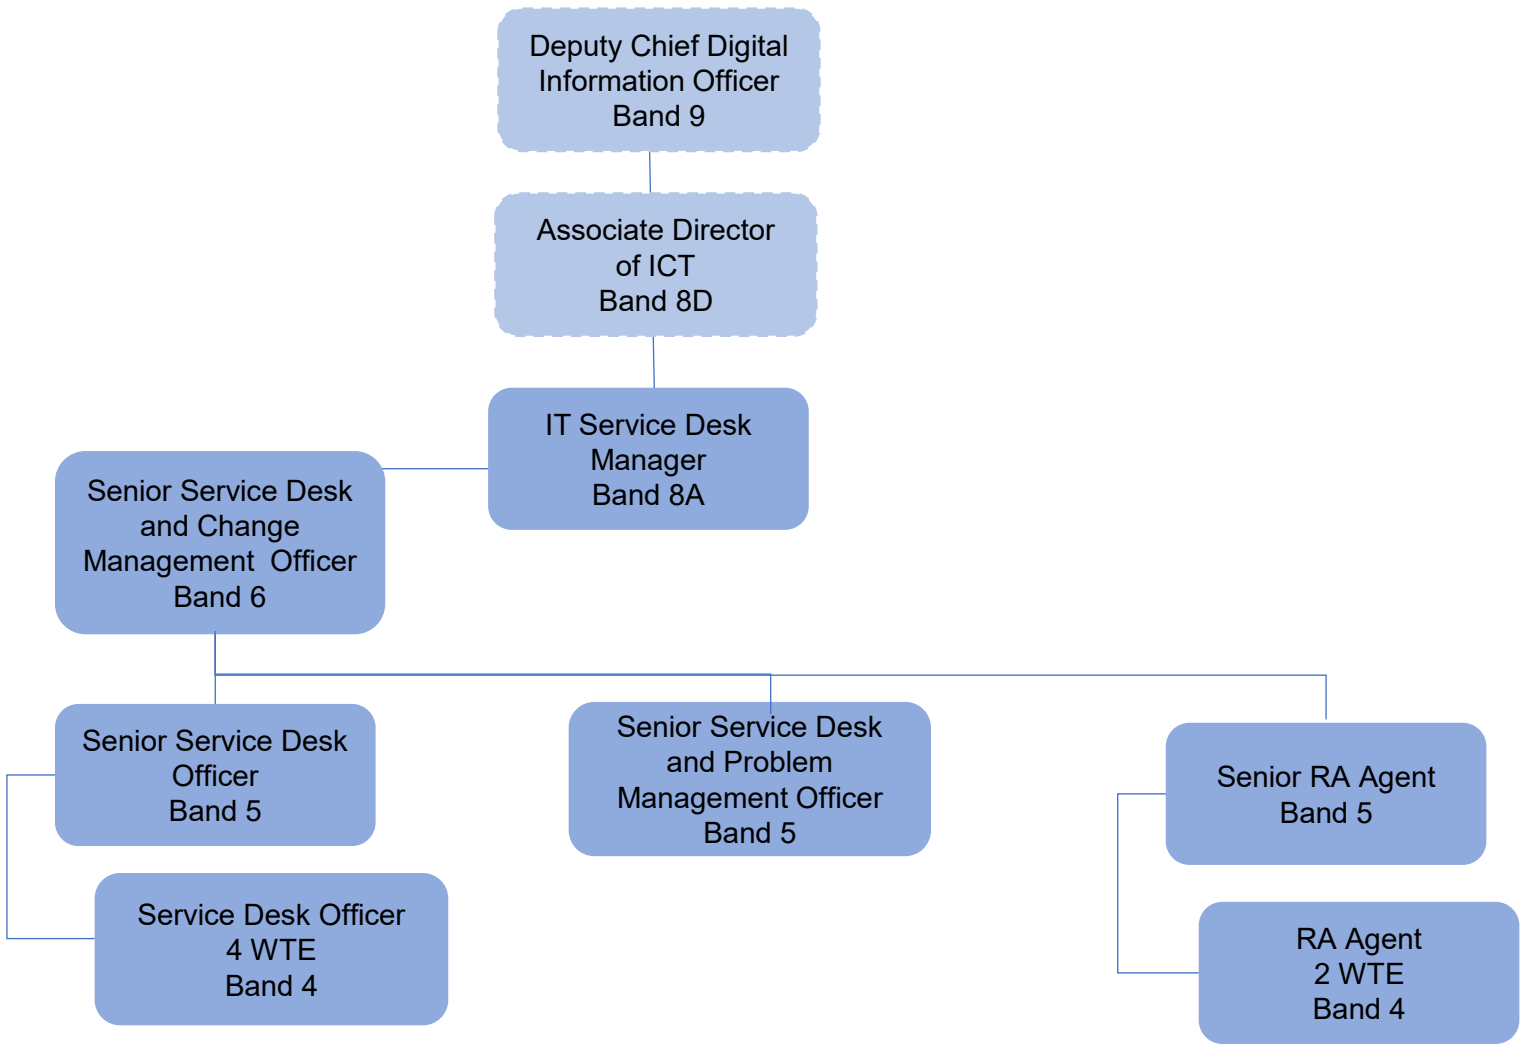 Deputy Chief Digital
Information Officer
Band 9
Associate Director
of ICT
Band 8D
IT Service Desk
Manager
Band 8A
Senior Service Desk
and Change
Management  Officer
Band 6
Senior Service Desk
Officer
Band 5
Senior Service Desk
and Problem
Management Officer
Band 5
Senior RA Agent
Band 5
Service Desk Officer
4 WTE
Band 4
RA Agent
2 WTE
Band 4